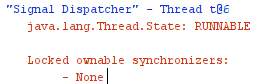 "Signal Dispatcher" - Thread t@6
java.lang.Thread.State: RUNNABLE
Locked ownable synchronizers:
- None